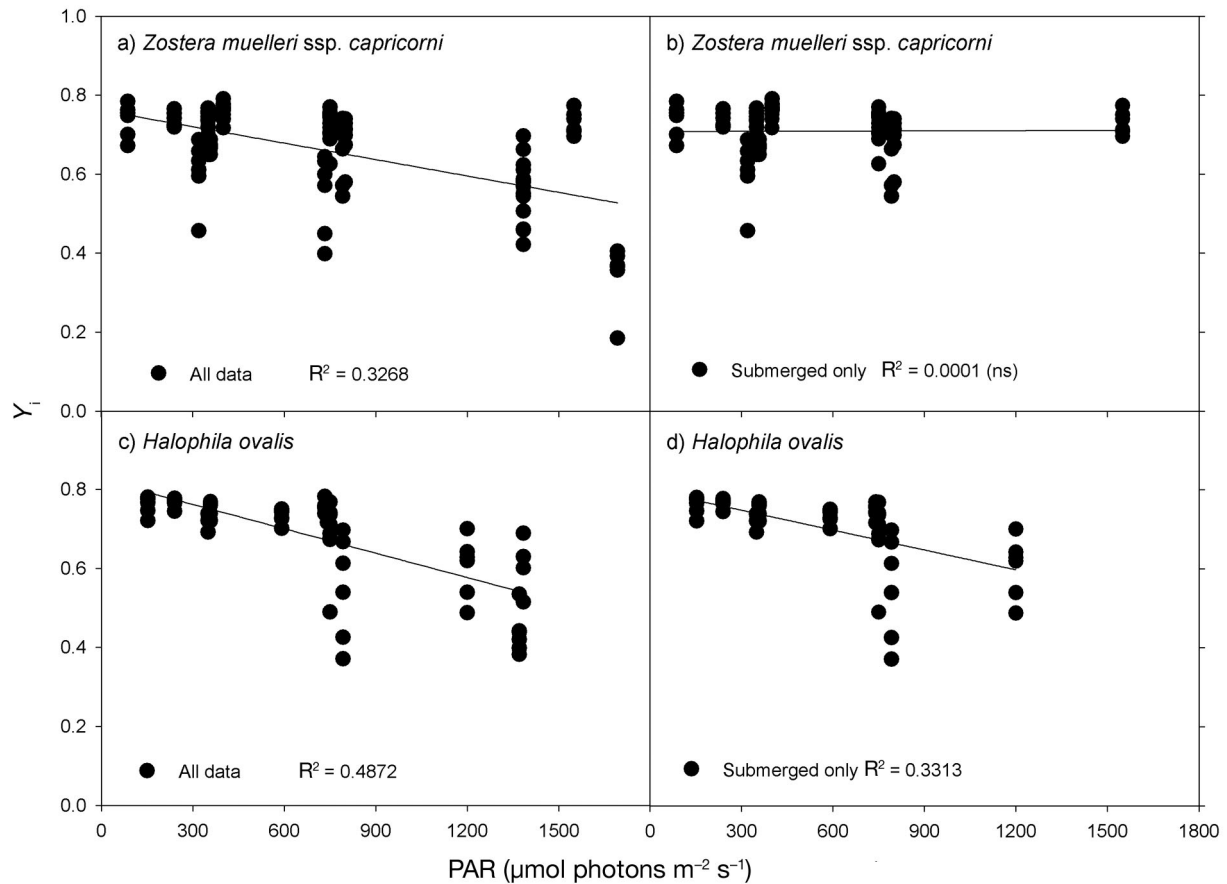 a) Zostera muelleri ssp. capricorni
b) Zostera muelleri ssp. capricorni
1.0
0.8
0.6
0.4
0.2
0.0
All data R² = 0.3268
Submerged only R² = 0.0001 (ns)
Yi
c) Halophila ovalis
d) Halophila ovalis
0.8
0.6
0.4
0.2
0.0
All data R² = 0.4872
Submerged only R² = 0.3313
0 300 600 900 1200 1500 0 300 600 900 1200 1500 1800
PAR (µmol photons m⁻² s⁻¹)